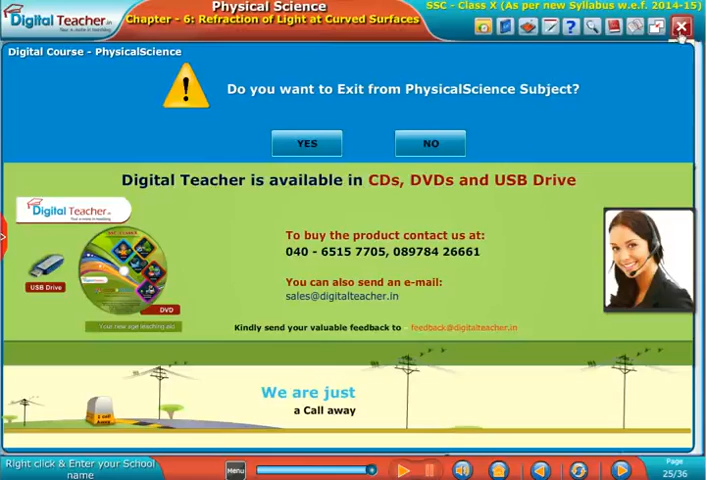 Digital Teacher.in
Physical Science
Chapter - 6: Refraction of Light at Curved Surfaces
SSC - Class X (As per new Syllabus w.e.f. 2014-15)
Digital Course - PhysicalScience
Do you want to Exit from PhysicalScience Subject?
YES
NO
Digital Teacher is available in CDs, DVDs and USB Drive
Digital Teacher.in
To buy the product contact us at:
040 - 6515 7705, 089784 26661
You can also send an e-mail:
sales@digitalteacher.in
USB Drive
DVD
Your new age teaching aid
Kindly send your valuable feedback to - feedback@digitalteacher.in
We are just
a Call away
1 call
Away
Right click & Enter your School
name
Menu
Page
25/36